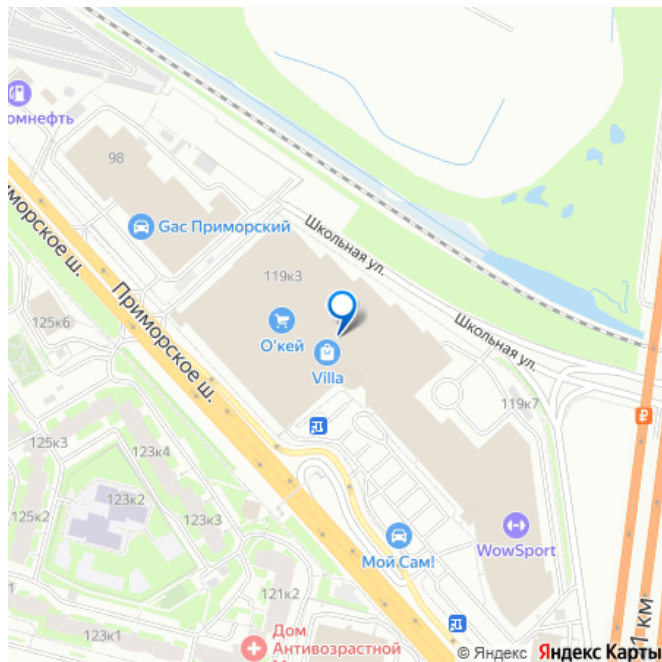 омнефть
98
Gac Приморский
Школьная ул.
иморское ш.
119к3
Приморское ш.
125к6
О'кей
Villa
Школьная ул.
119к7
₽
125к3
123к4
123к2
125к2
123к3
WowSport
Мой Сам!
121к2
1 км
123к1
Дом
Антивозрастной
© Яндекс Яндекс Карты